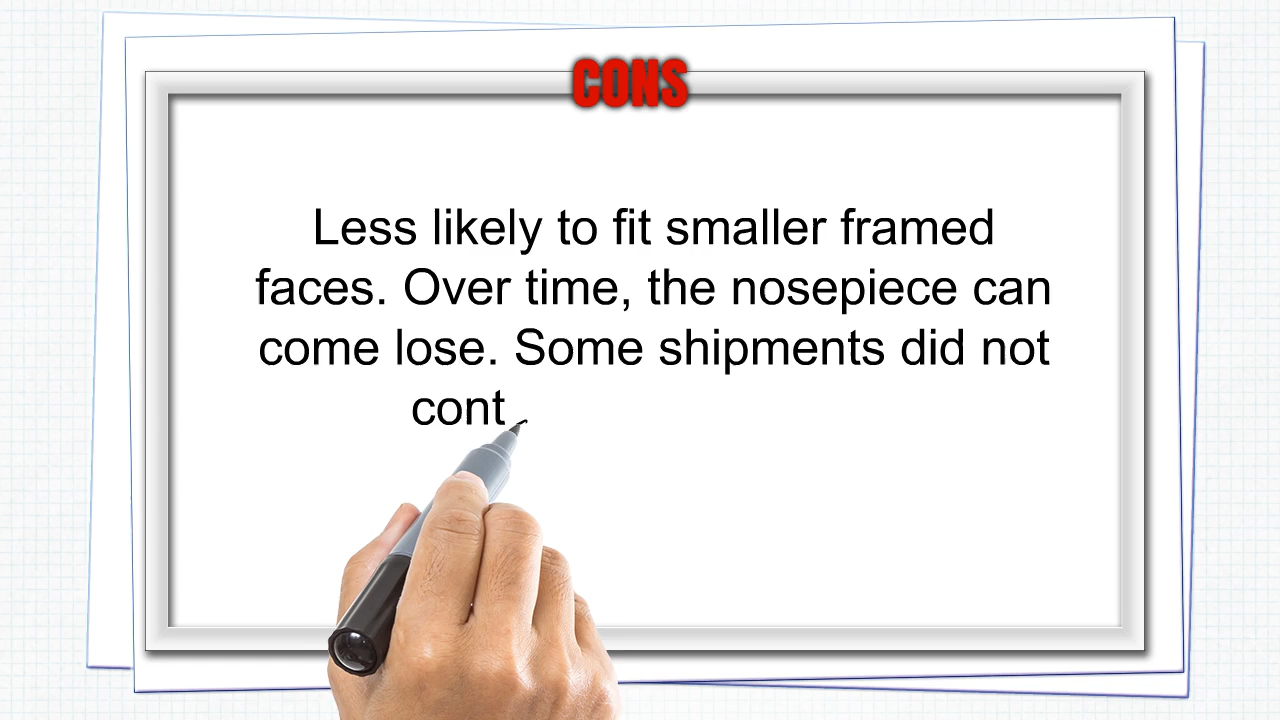 CONS
Less likely to fit smaller framed
faces. Over time, the nosepiece can
come lose. Some shipments did not
cont